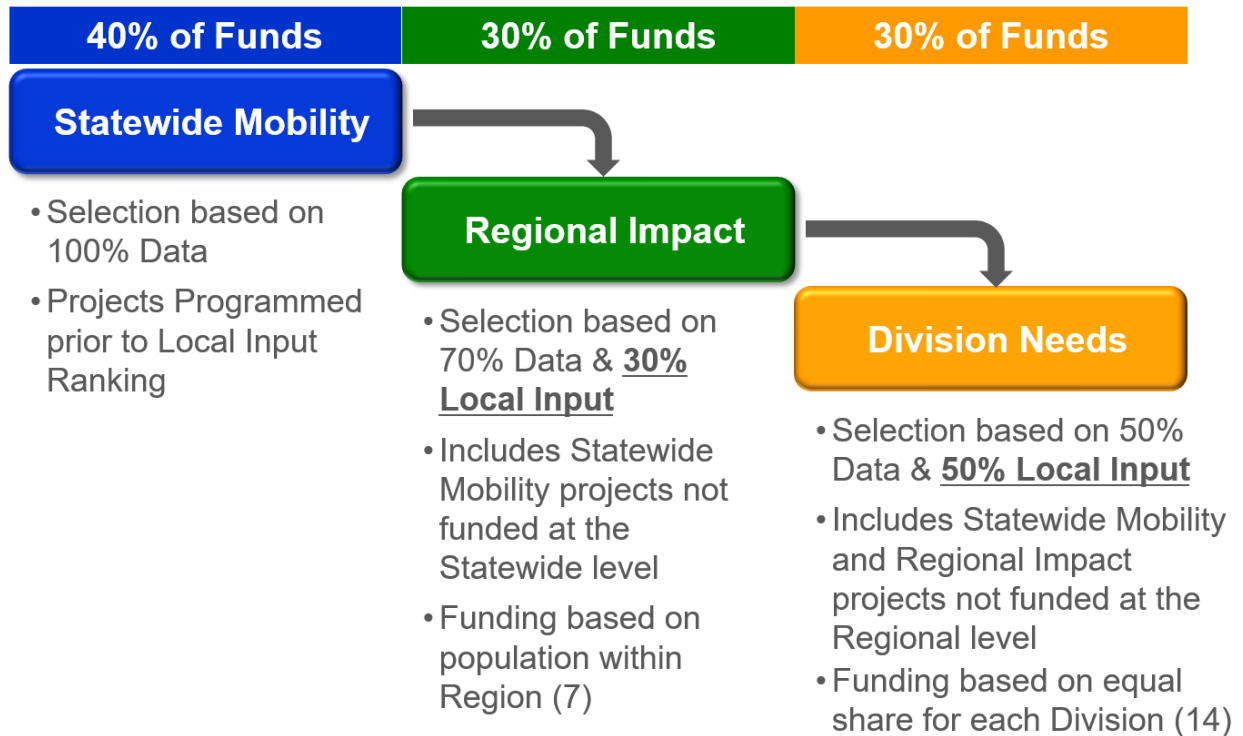 40% of Funds
30% of Funds
30% of Funds
Statewide Mobility
• Selection based on
100% Data
• Projects Programmed
prior to Local Input
Ranking
Regional Impact
• Selection based on
70% Data & 30%
Local Input
• Includes Statewide
Mobility projects not
funded at the
Statewide level
• Funding based on
population within
Region (7)
Division Needs
• Selection based on 50%
Data & 50% Local Input
• Includes Statewide Mobility
and Regional Impact
projects not funded at the
Regional level
• Funding based on equal
share for each Division (14)